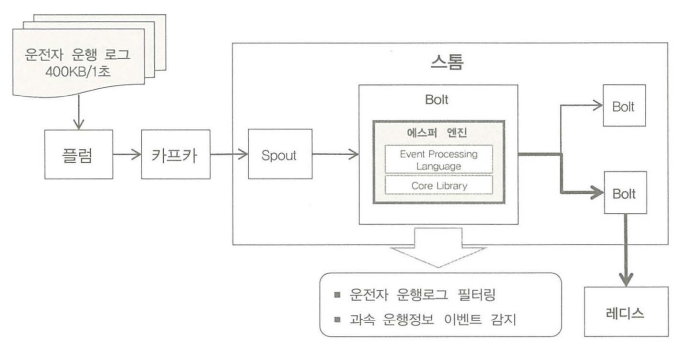 운전자 운행 로그
400KB/1초
스톰
Bolt
에스퍼 엔진
Event Processing
Language
Core Library
플럼
카프카
Spout
Bolt
Bolt
■ 운전자 운행로그 필터링
■ 과속 운행정보 이벤트 감지
레디스